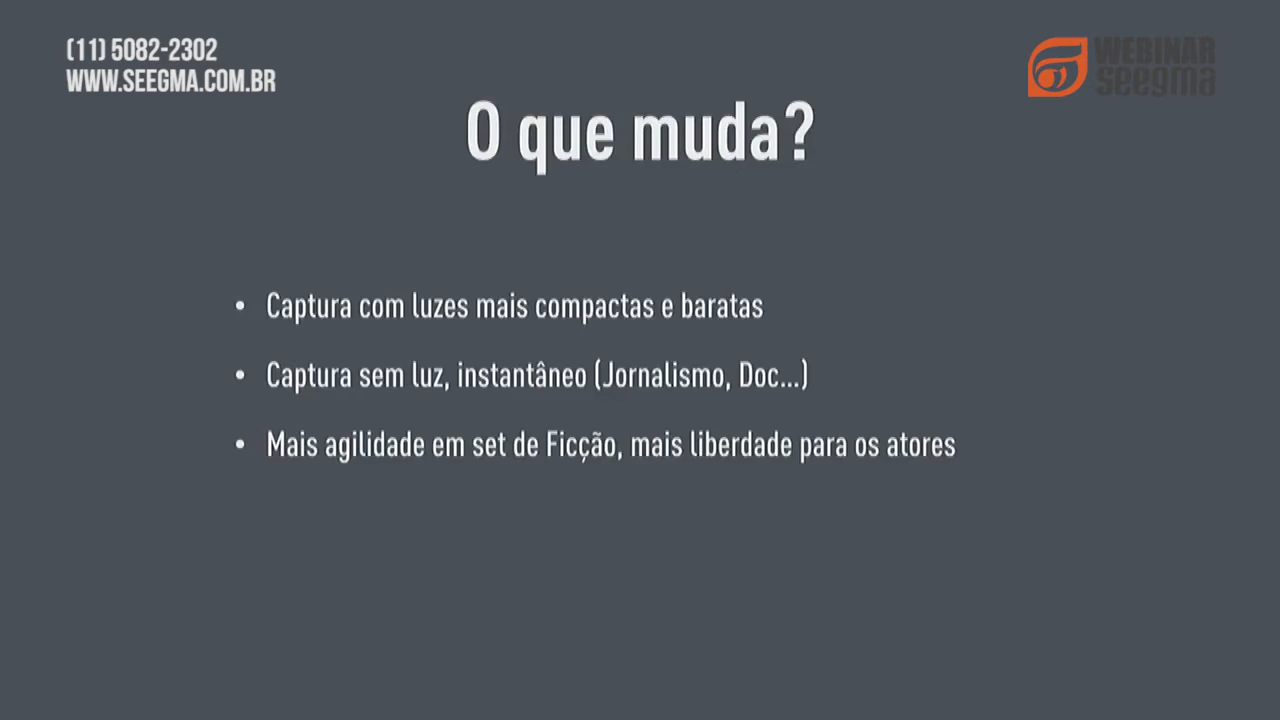 (11) 5082-2302
WWW.SEEGMA.COM.BR
WEBINAR
seegma
O que muda?
• Captura com luzes mais compactas e baratas
• Captura sem luz, instantâneo (Jornalismo, Doc...)
• Mais agilidade em set de Ficção, mais liberdade para os atores